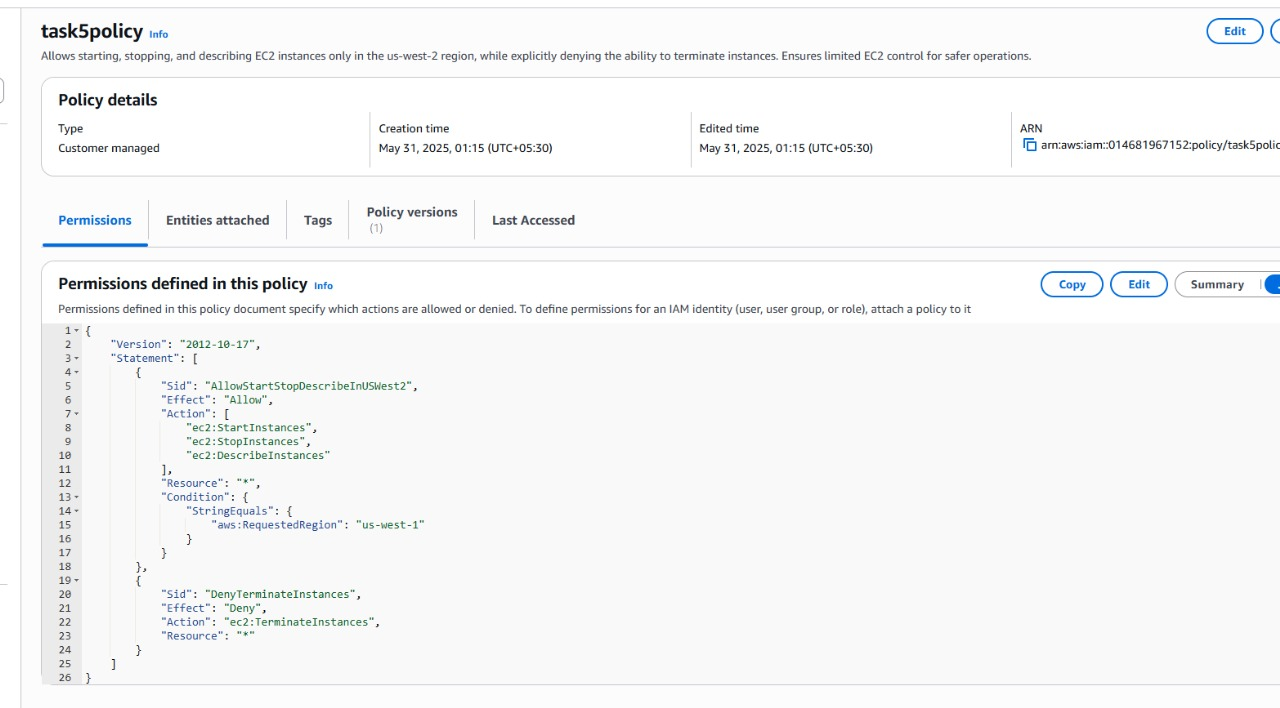 task5policy Info
Edit
Allows starting, stopping, and describing EC2 instances only in the us-west-2 region, while explicitly denying the ability to terminate instances. Ensures limited EC2 control for safer operations.
Policy details
Type
Customer managed
Creation time
May 31, 2025, 01:15 (UTC+05:30)
Edited time
May 31, 2025, 01:15 (UTC+05:30)
ARN
arn:aws:iam::014681967152:policy/task5polic
Permissions
Entities attached
Tags
Policy versions
(1)
Last Accessed
Permissions defined in this policy Info
Copy
Edit
Summary
Permissions defined in this policy document specify which actions are allowed or denied. To define permissions for an IAM identity (user, user group, or role), attach a policy to it
1 {
2     "Version": "2012-10-17",
3     "Statement": [
4         {
5             "Sid": "AllowStartStopDescribeInUSWest2",
6             "Effect": "Allow",
7             "Action": [
8                 "ec2:StartInstances",
9                 "ec2:StopInstances",
10                 "ec2:DescribeInstances"
11             ],
12             "Resource": "*",
13             "Condition": {
14                 "StringEquals": {
15                     "aws:RequestedRegion": "us-west-1"
16                 }
17             }
18         },
19         {
20             "Sid": "DenyTerminateInstances",
21             "Effect": "Deny",
22             "Action": "ec2:TerminateInstances",
23             "Resource": "*"
24         }
25     ]
26 }